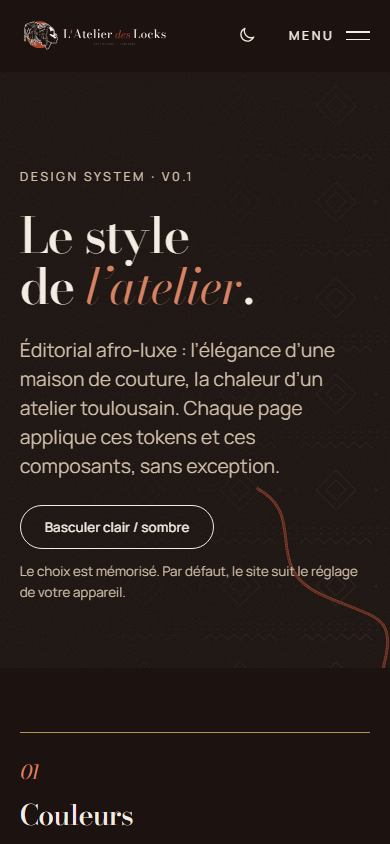 L'Atelier des Locks
MENU
DESIGN SYSTEM · V0.1
Le style
de l'atelier.
Éditorial afro-luxe : l'élégance d'une
maison de couture, la chaleur d'un
atelier toulousain. Chaque page
applique ces tokens et ces
composants, sans exception.
Basculer clair / sombre
Le choix est mémorisé. Par défaut, le site suit le réglage
de votre appareil.
01
Couleurs